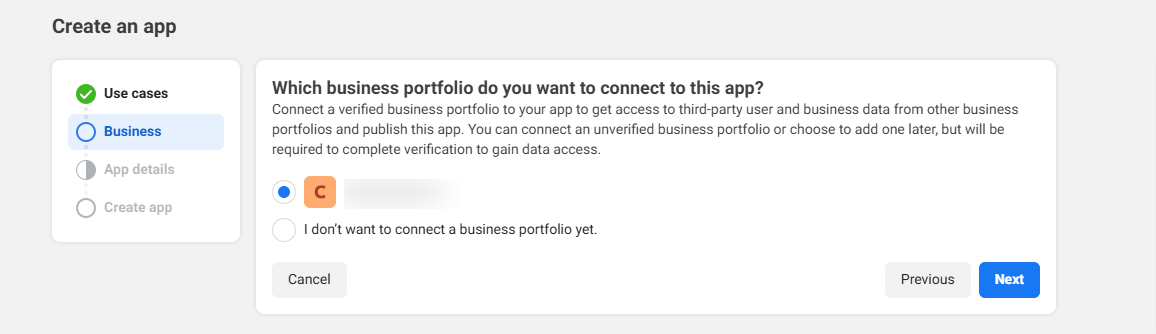 Create an app
Use cases
Business
App details
Create app
Which business portfolio do you want to connect to this app?
Connect a verified business portfolio to your app to get access to third-party user and business data from other business
portfolios and publish this app. You can connect an unverified business portfolio or choose to add one later, but will be
required to complete verification to gain data access.
C
I don't want to connect a business portfolio yet.
Cancel
Previous
Next